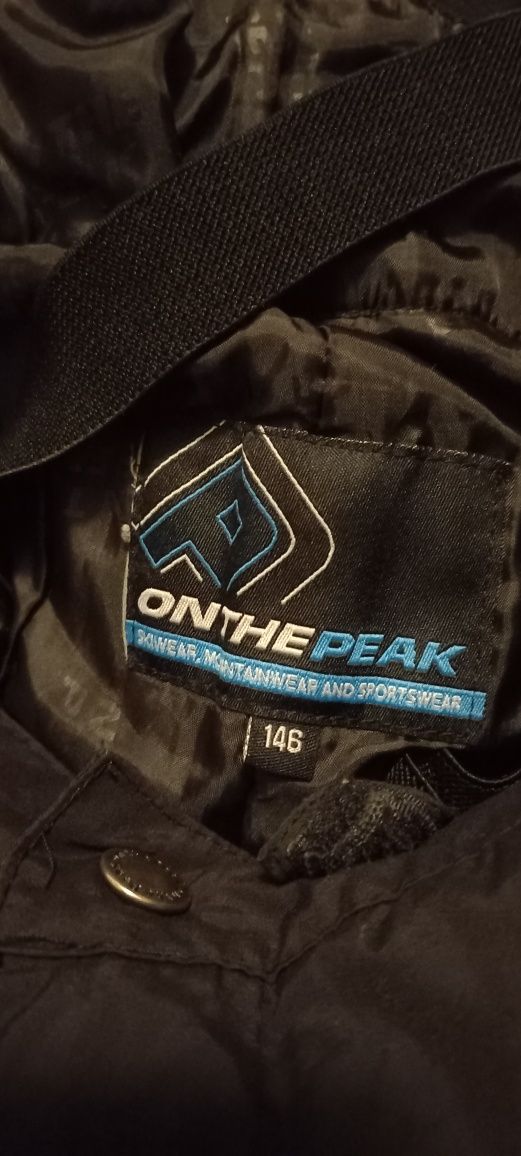 ONTHEPEAK
SKIWEAR, MOUNTAINWEAR AND SPORTSWEAR
146